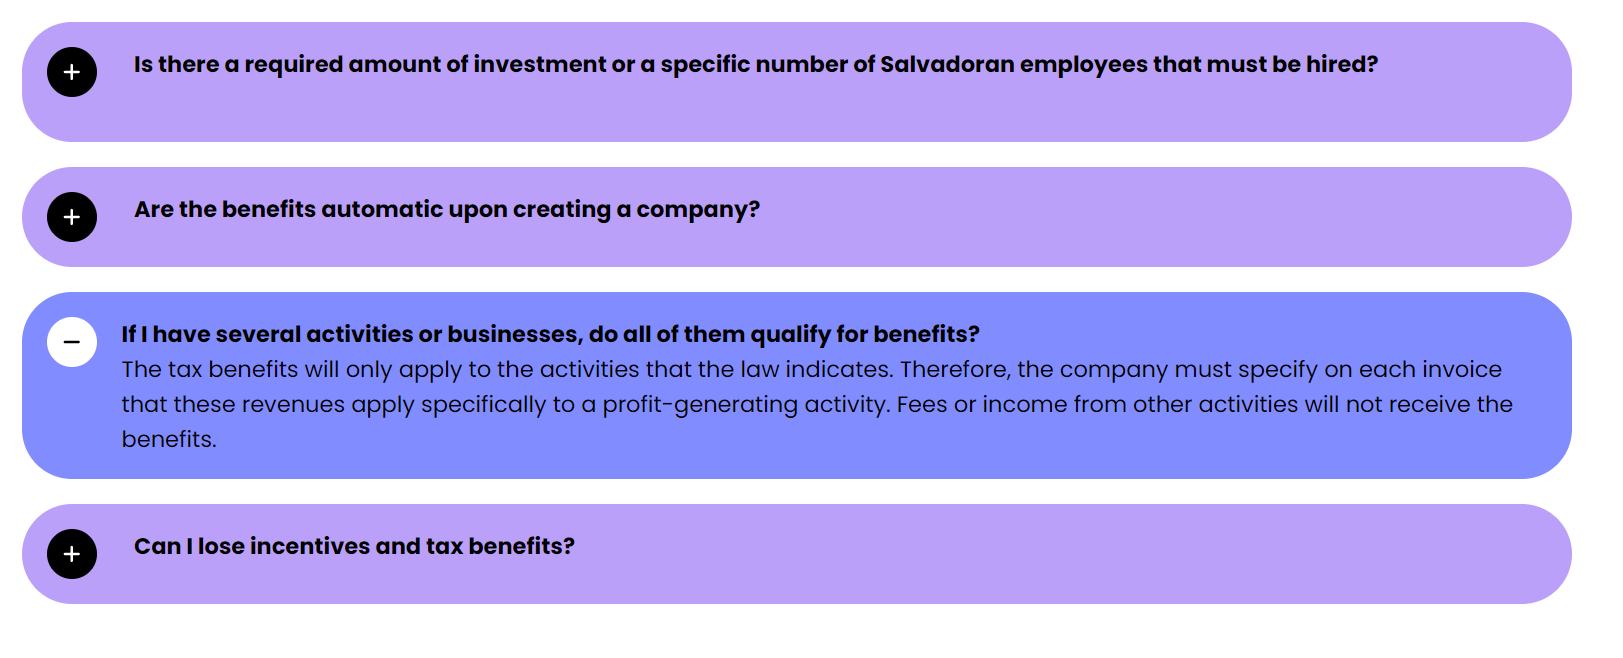 Is there a required amount of investment or a specific number of Salvadoran employees that must be hired?
Are the benefits automatic upon creating a company?
If I have several activities or businesses, do all of them qualify for benefits?
The tax benefits will only apply to the activities that the law indicates. Therefore, the company must specify on each invoice
that these revenues apply specifically to a profit-generating activity. Fees or income from other activities will not receive the
benefits.
Can I lose incentives and tax benefits?